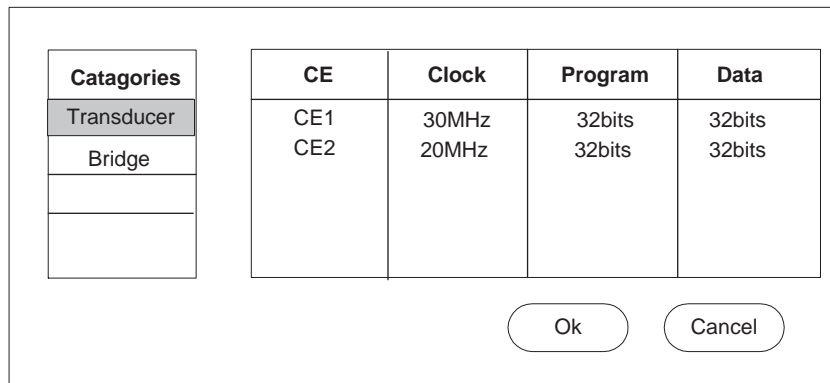 Catagories
Transducer
Bridge
CE Clock Program Data
CE1 30MHz 32bits 32bits
CE2 20MHz 32bits 32bits
Ok Cancel